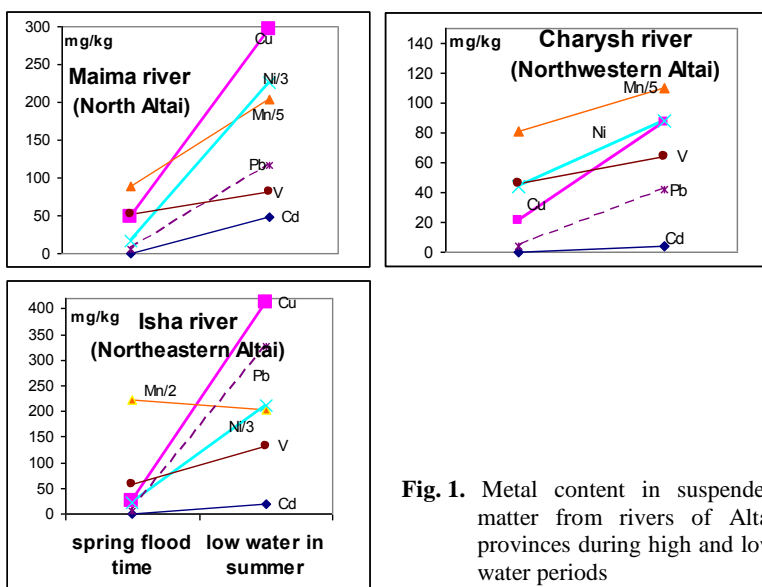 300
mg/kg
Cu
250
Maima river
(North Altai)
Ni/3
200
Mn/5
150
Pb
100
V
50
Cd
0
140
mg/kg
Charysh river
(Northwestern Altai)
120
Mn/5
100
Ni
80
V
60
Pb
40
Cu
20
Cd
0
400
mg/kg
Isha river
(Northeastern Altai)
Cu
350
300
Pb
250
Mn/2
200
Ni/3
150
V
100
50
Cd
0
spring flood time
low water in summer
Fig. 1. Metal content in suspende
matter from rivers of Alta
provinces during high and low
water periods